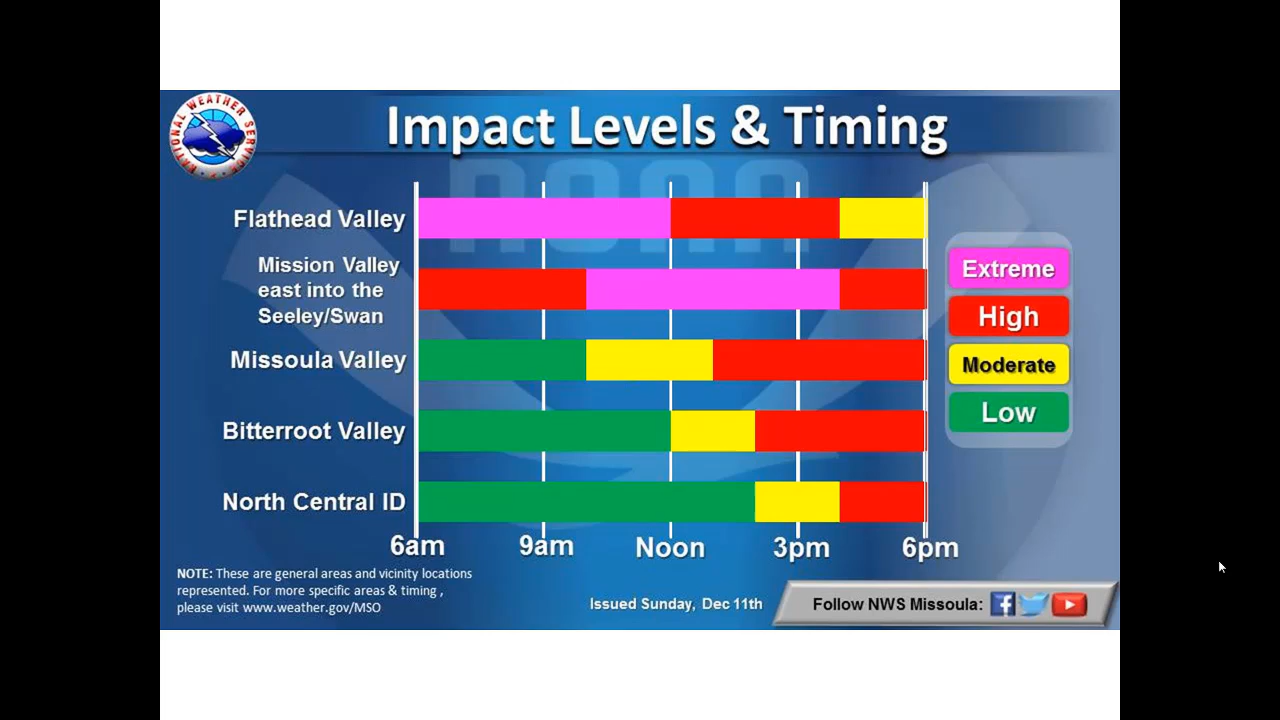 NATIONAL WEATHER SERVICE
Impact Levels & Timing
noaa
Flathead Valley
Mission Valley
east into the
Seeley/Swan
Missoula Valley
Bitterroot Valley
North Central ID
6am
9am
Noon
3pm
6pm
Extreme
High
Moderate
Low
NOTE: These are general areas and vicinity locations
represented. For more specific areas & timing ,
please visit www.weather.gov/MSO
Issued Sunday, Dec 11th
Follow NWS Missoula: